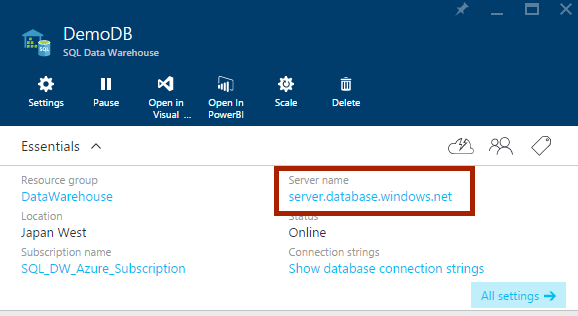 DemoDB
SQL
SQL Data Warehouse
Settings
Pause
Open in
Visual ...
Open In
PowerBI
Scale
Delete
Essentials
Resource group
DataWarehouse
Server name
server.database.windows.net
Location
Japan West
Status
Online
Subscription name
SQL_DW_Azure_Subscription
Connection strings
Show database connection strings
All settings